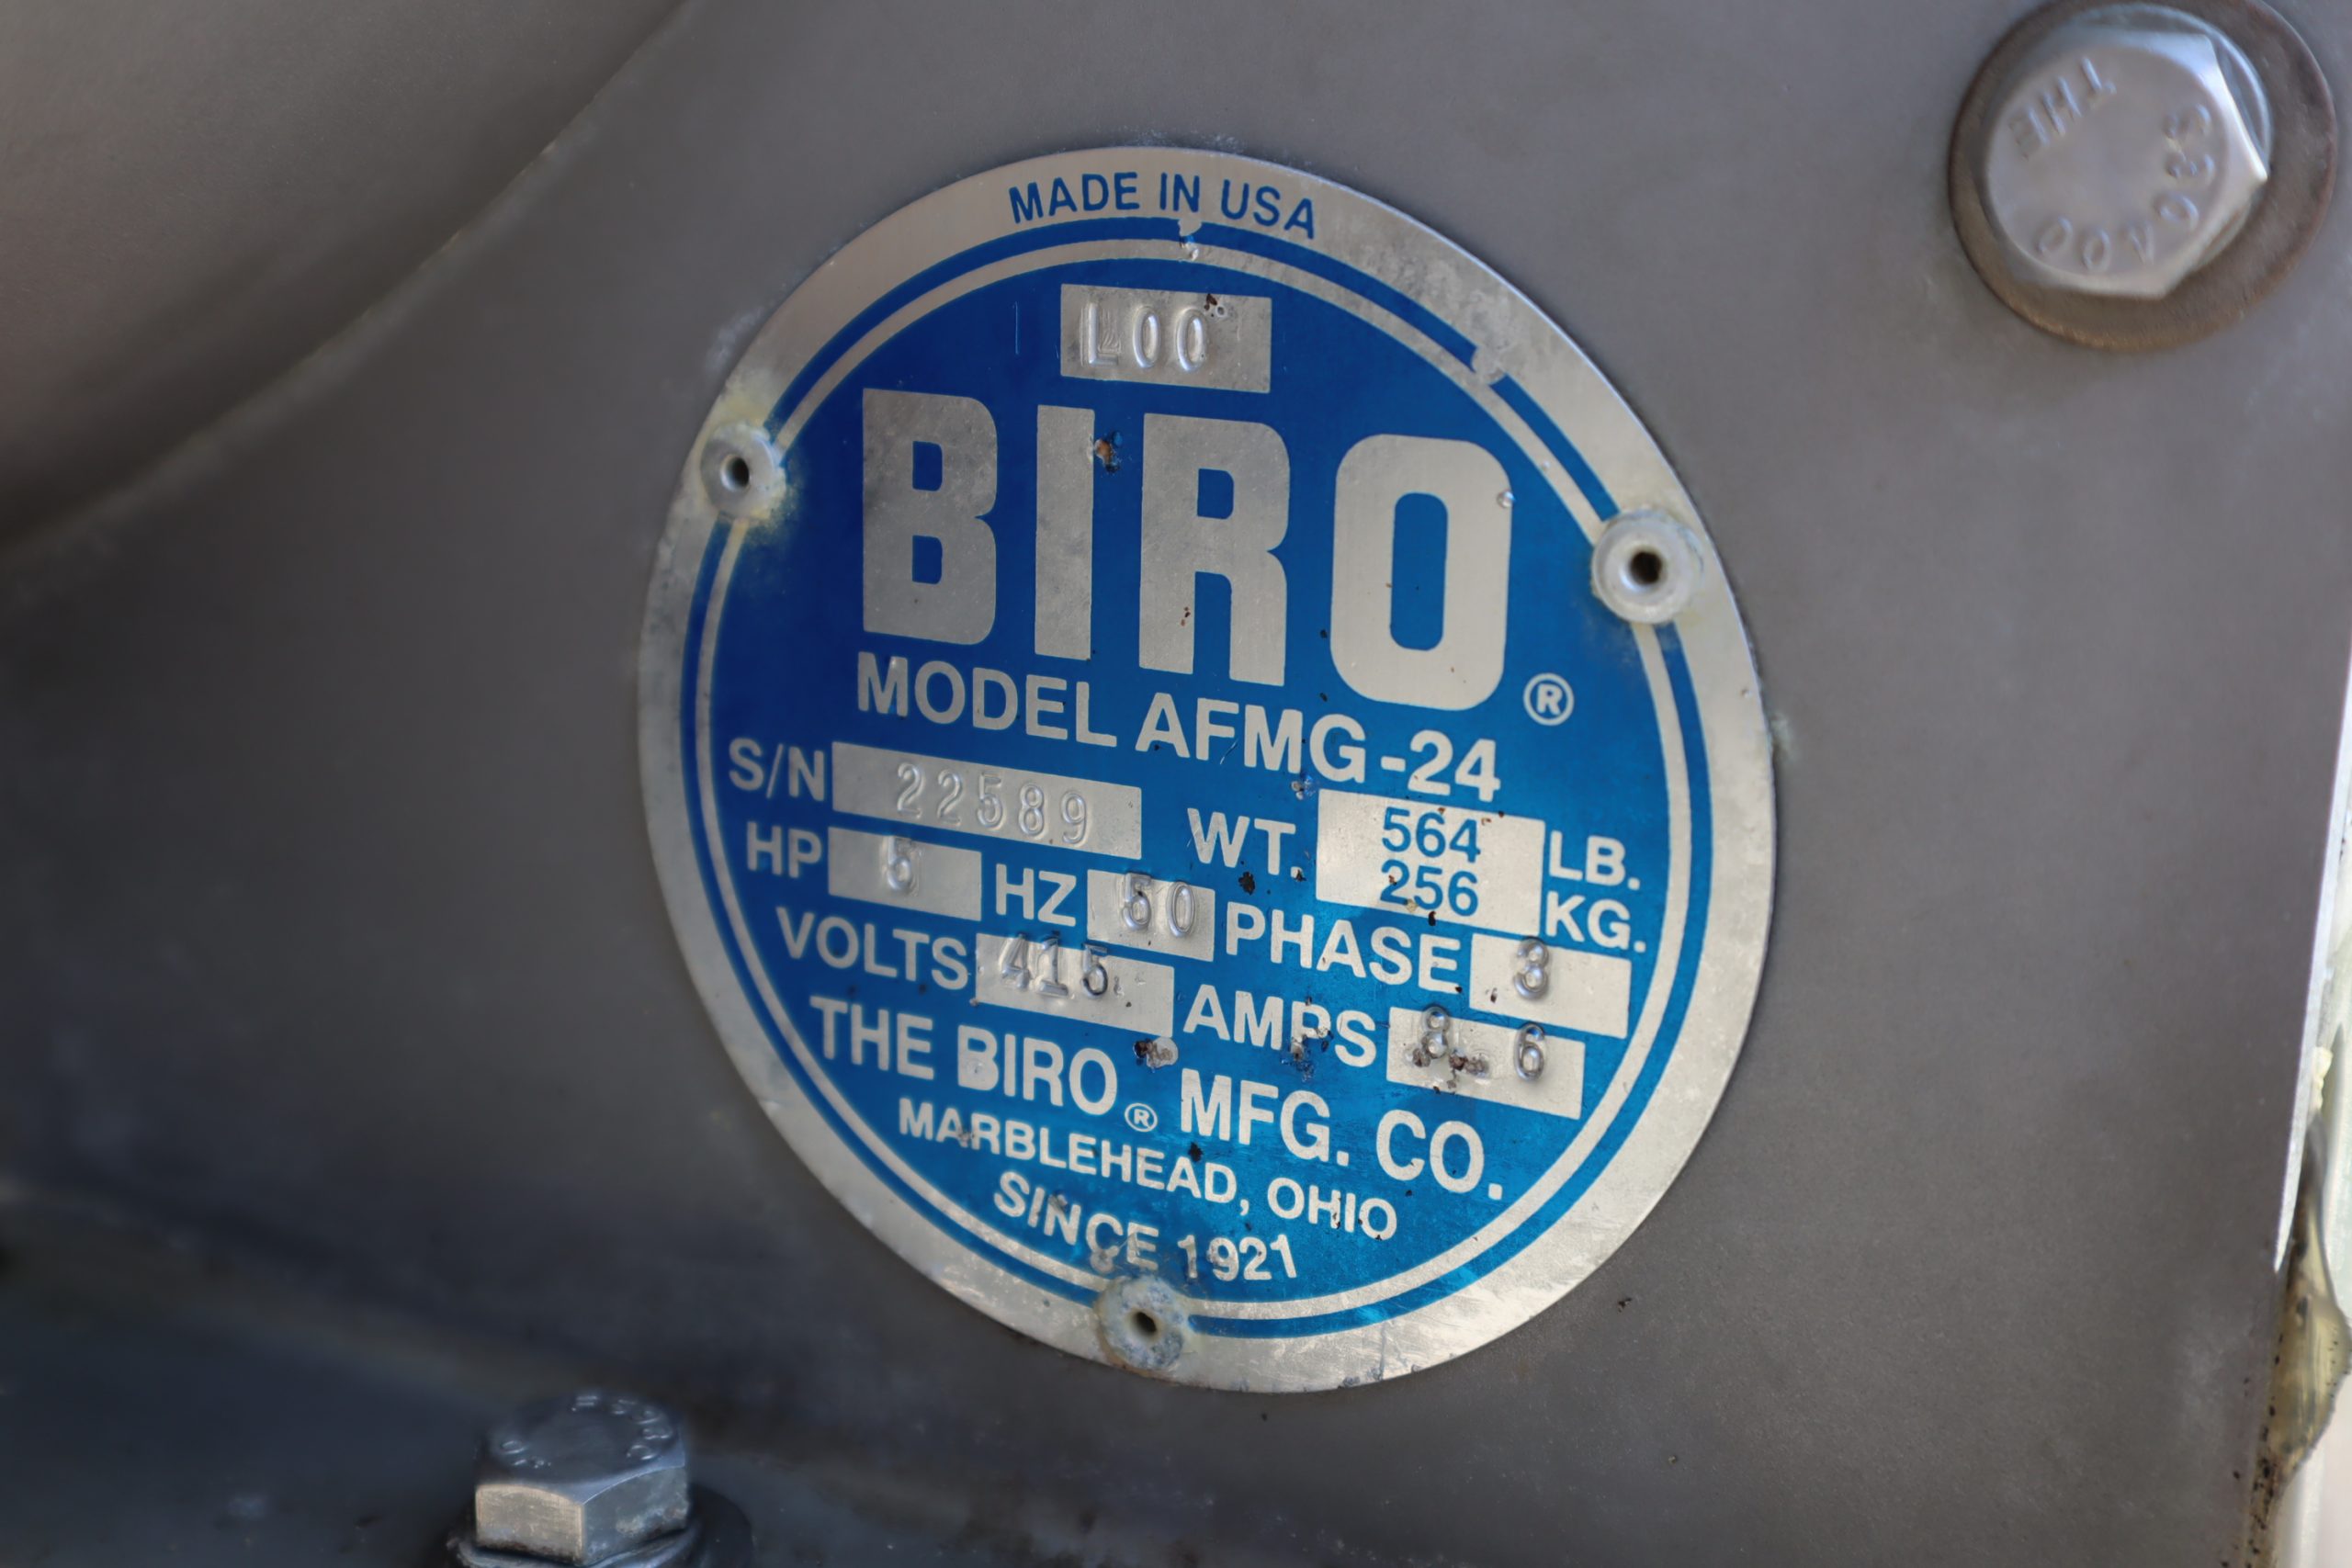 MADE IN USA
L00
BIRO®
MODEL AFMG-24
S/N 22589
WT. 564 LB.
256 KG.
HP 5 HZ 50 PHASE 3
VOLTS 415 AMPS 8.6
THE BIRO® MFG. CO.
MARBLEHEAD, OHIO
SINCE 1921
THE